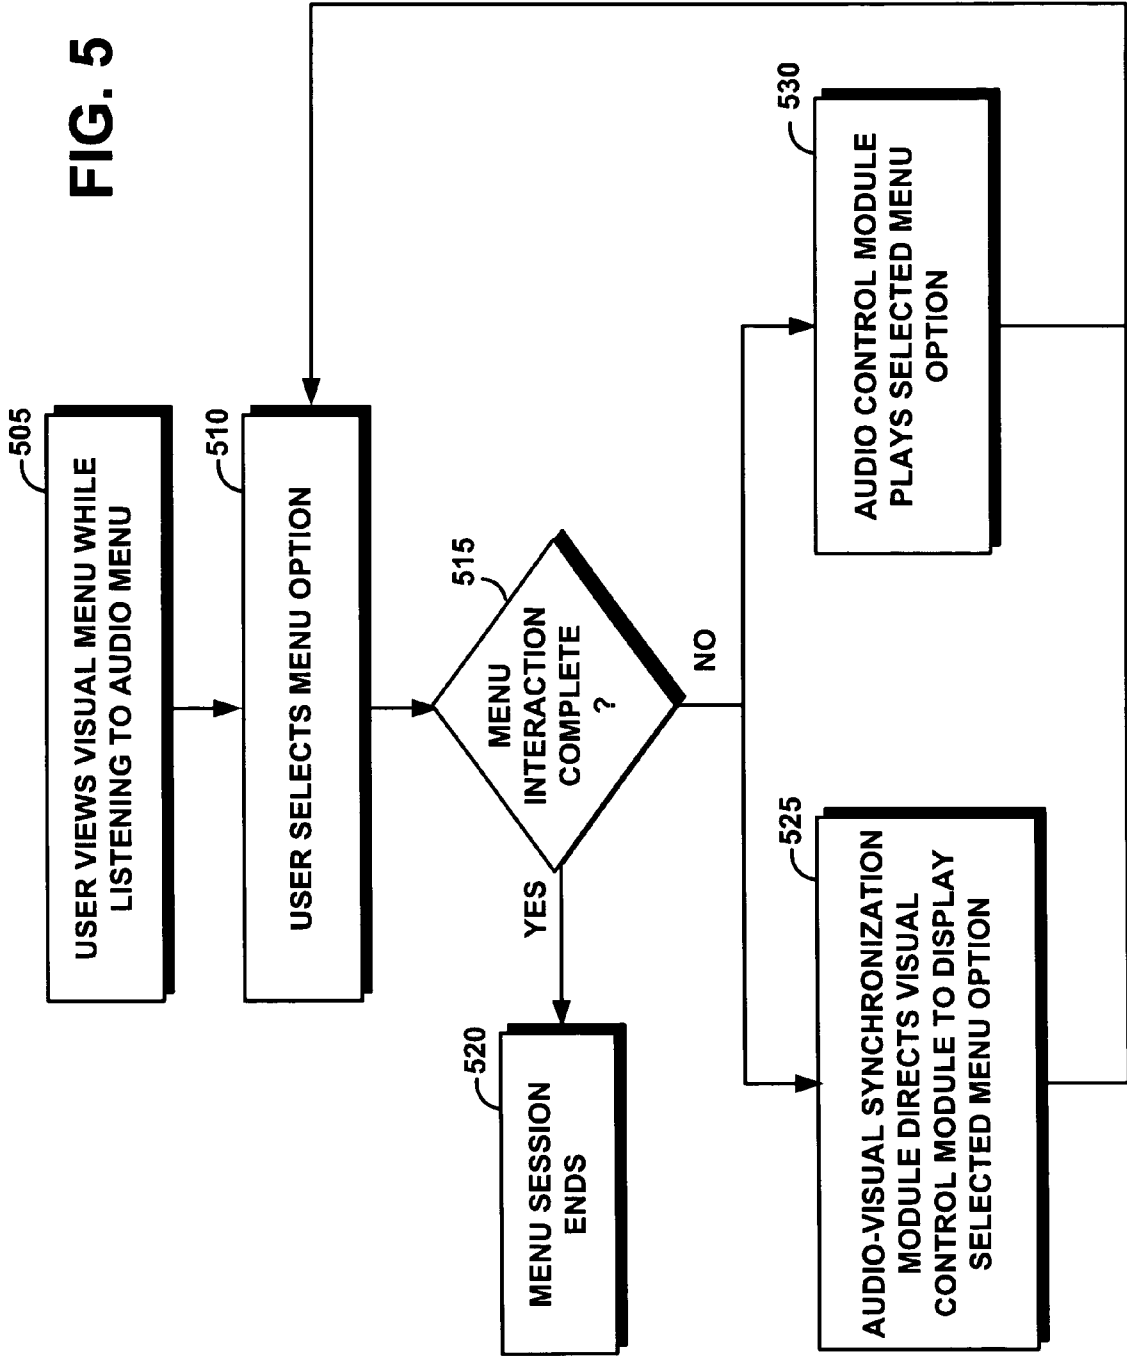 FIG. 5
505
USER VIEWS VISUAL MENU WHILE
LISTENING TO AUDIO MENU
510
USER SELECTS MENU OPTION
515
MENU
INTERACTION
COMPLETE
?
YES
NO
520
MENU SESSION
ENDS
525
AUDIO-VISUAL SYNCHRONIZATION
MODULE DIRECTS VISUAL
CONTROL MODULE TO DISPLAY
SELECTED MENU OPTION
530
AUDIO CONTROL MODULE
PLAYS SELECTED MENU
OPTION